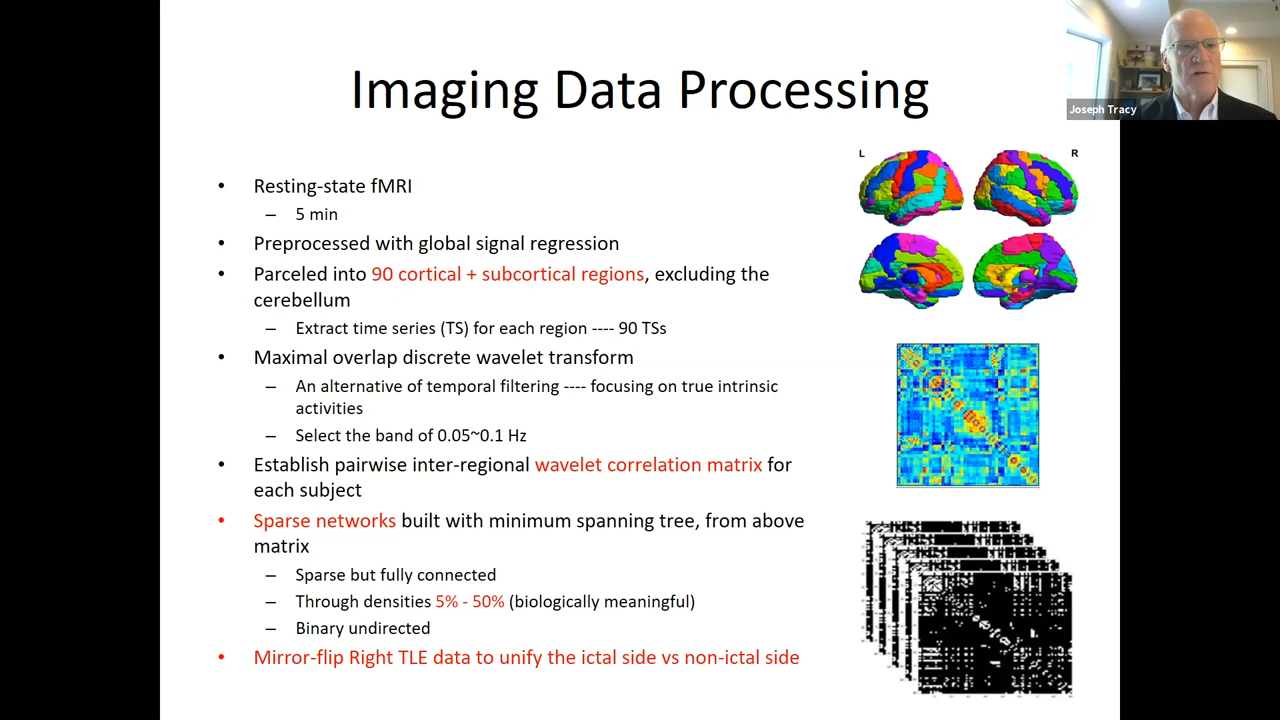 Imaging Data Processing
Joseph Tracy
• Resting-state fMRI
– 5 min
• Preprocessed with global signal regression
• Parceled into 90 cortical + subcortical regions, excluding the
cerebellum
– Extract time series (TS) for each region ---- 90 TSs
• Maximal overlap discrete wavelet transform
– An alternative of temporal filtering ---- focusing on true intrinsic
activities
– Select the band of 0.05~0.1 Hz
• Establish pairwise inter-regional wavelet correlation matrix for
each subject
• Sparse networks built with minimum spanning tree, from above
matrix
– Sparse but fully connected
– Through densities 5% - 50% (biologically meaningful)
– Binary undirected
• Mirror-flip Right TLE data to unify the ictal side vs non-ictal side
L
R